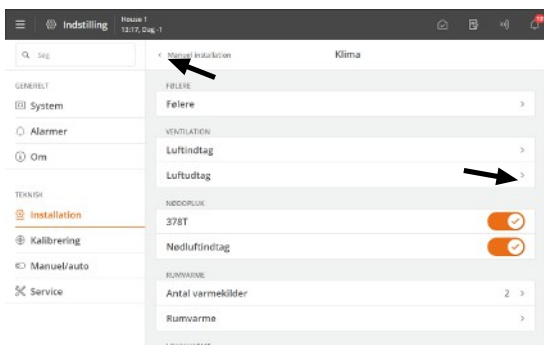 Indstilling
House 1
13:17, Dag -1
Søg
GENERELT
System
Alarmer
Om
TEKNISK
Installation
Kalibrering
Manuel/auto
Service
Manuel installation
Klima
FØLERE
Følere
VENTILATION
Luftindtag
Luftudtag
NØDOPLUK
378T
Nødluftindtag
RUMVARME
Antal varmekilder 2
Rumvarme